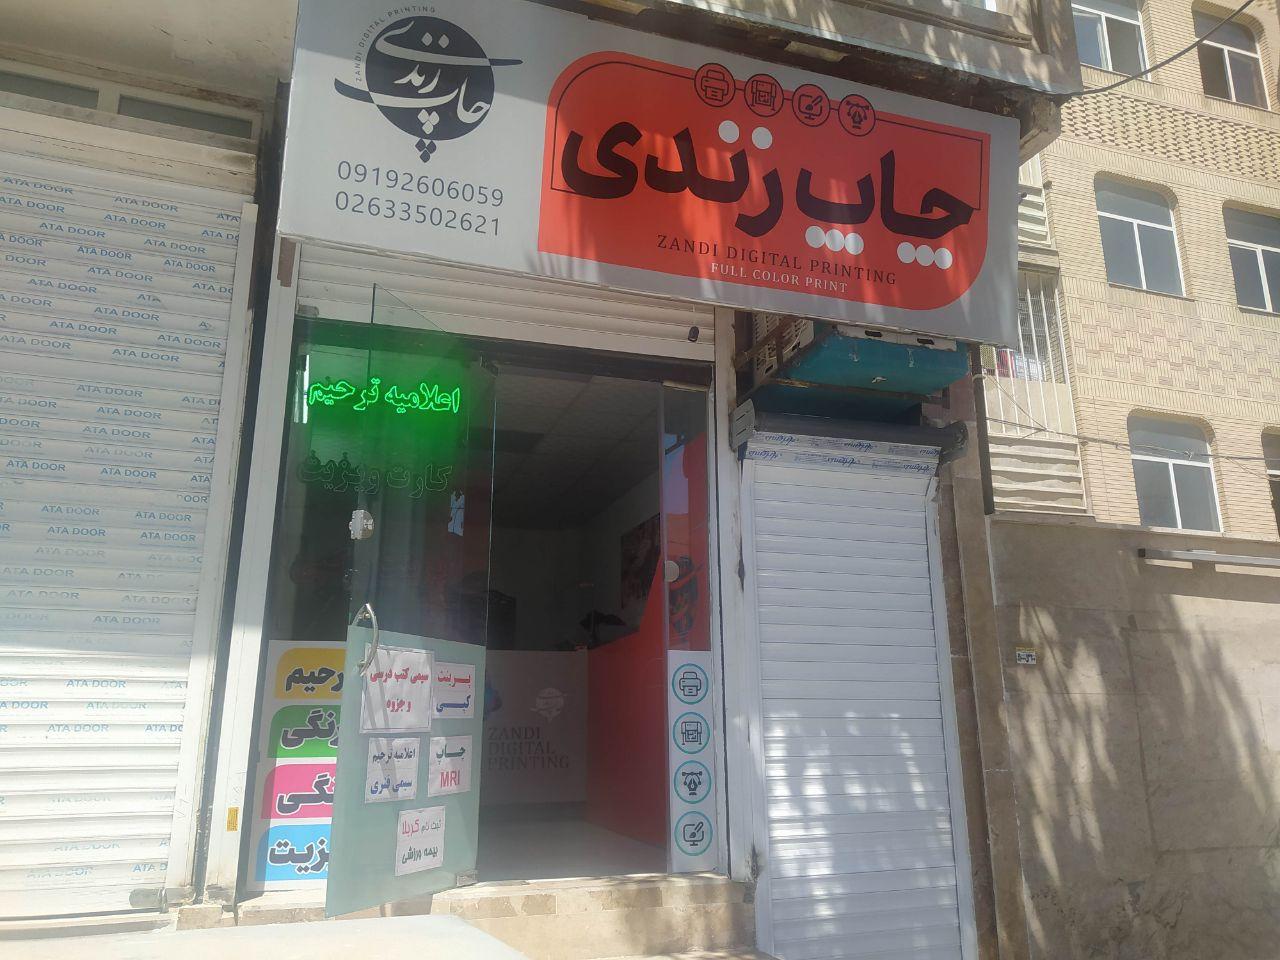 ZANDI DIGITAL PRINTING
چاپ زندی
09192606059
02633502621
چاپ زندی
ZANDI DIGITAL PRINTING
FULL COLOR PRINT
اعلامیه ترحیم
کارت ویزیت
ATA DOOR
پرینت
کپی
سیمی کتب درسی
و جزوه
چاپ
MRI
اعلامیه ترحیم
سیمی فنری
ثبت نام کربلا
بیمه ورزشی
ZANDI
DIGITAL
PRINTING